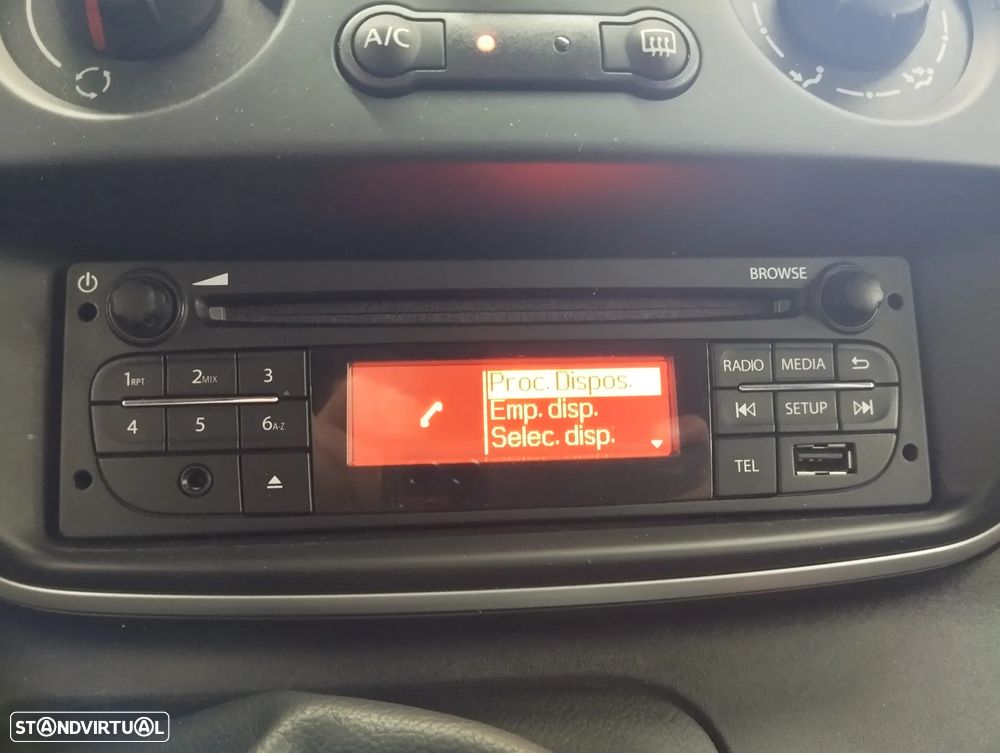 A/C
BROWSE
1RPT 2MIX 3
4 5 6A-Z
Proc. Dispos.
Emp. disp.
Selec. disp.
RADIO MEDIA
SETUP
TEL
STANDVIRTUAL